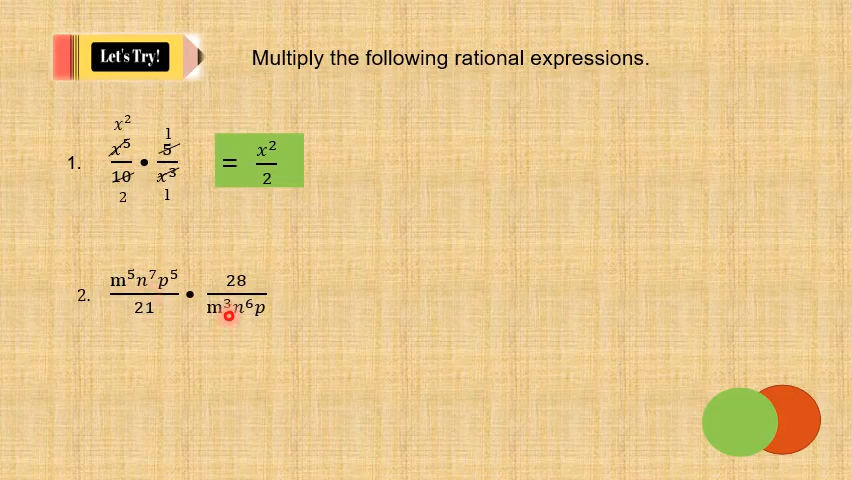 Let's Try!
Multiply the following rational expressions.
x²
1
1. x⁵/10 • 5/x³ = x²/2
2
1
2. m⁵n⁷p⁵/21 • 28/m³n⁶p